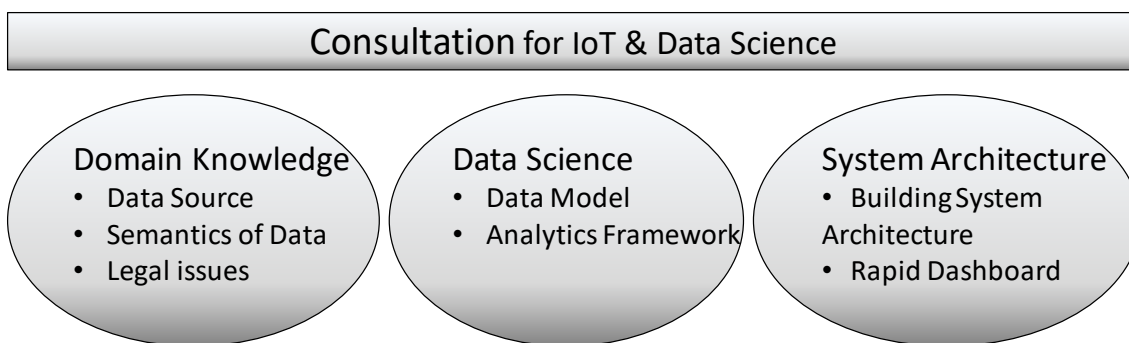 Consultation for IoT & Data Science
Domain Knowledge
• Data Source
• Semantics of Data
• Legal issues
Data Science
• Data Model
• Analytics Framework
System Architecture
• Building System
Architecture
• Rapid Dashboard